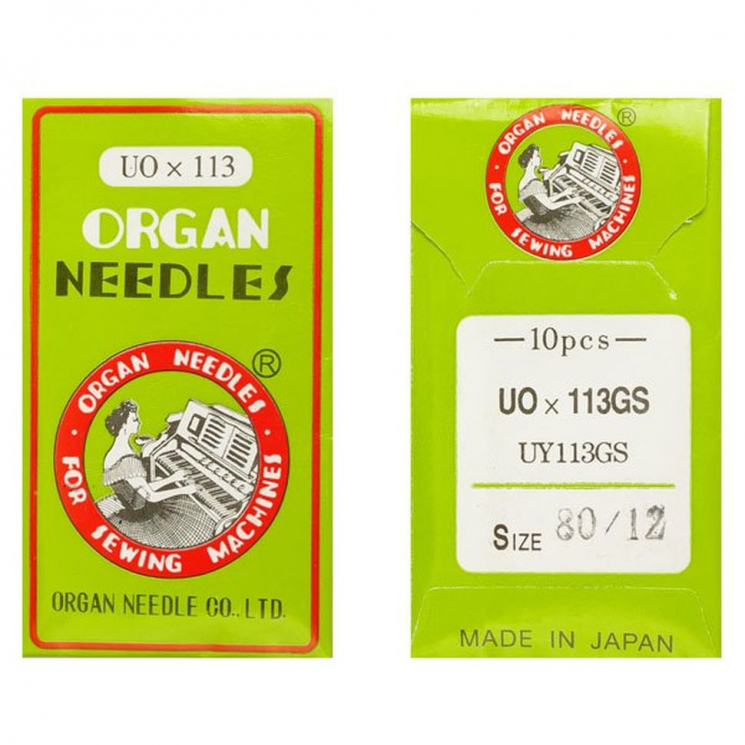 UO × 113
ORGAN
NEEDLES
ORGAN NEEDLES · FOR SEWING MACHINES ·
®
ORGAN NEEDLE CO., LTD.
ORGAN NEEDLES FOR SEWING MACHINES
®
—10pcs—
UO × 113GS
UY113GS
SIZE 80/12
MADE IN JAPAN